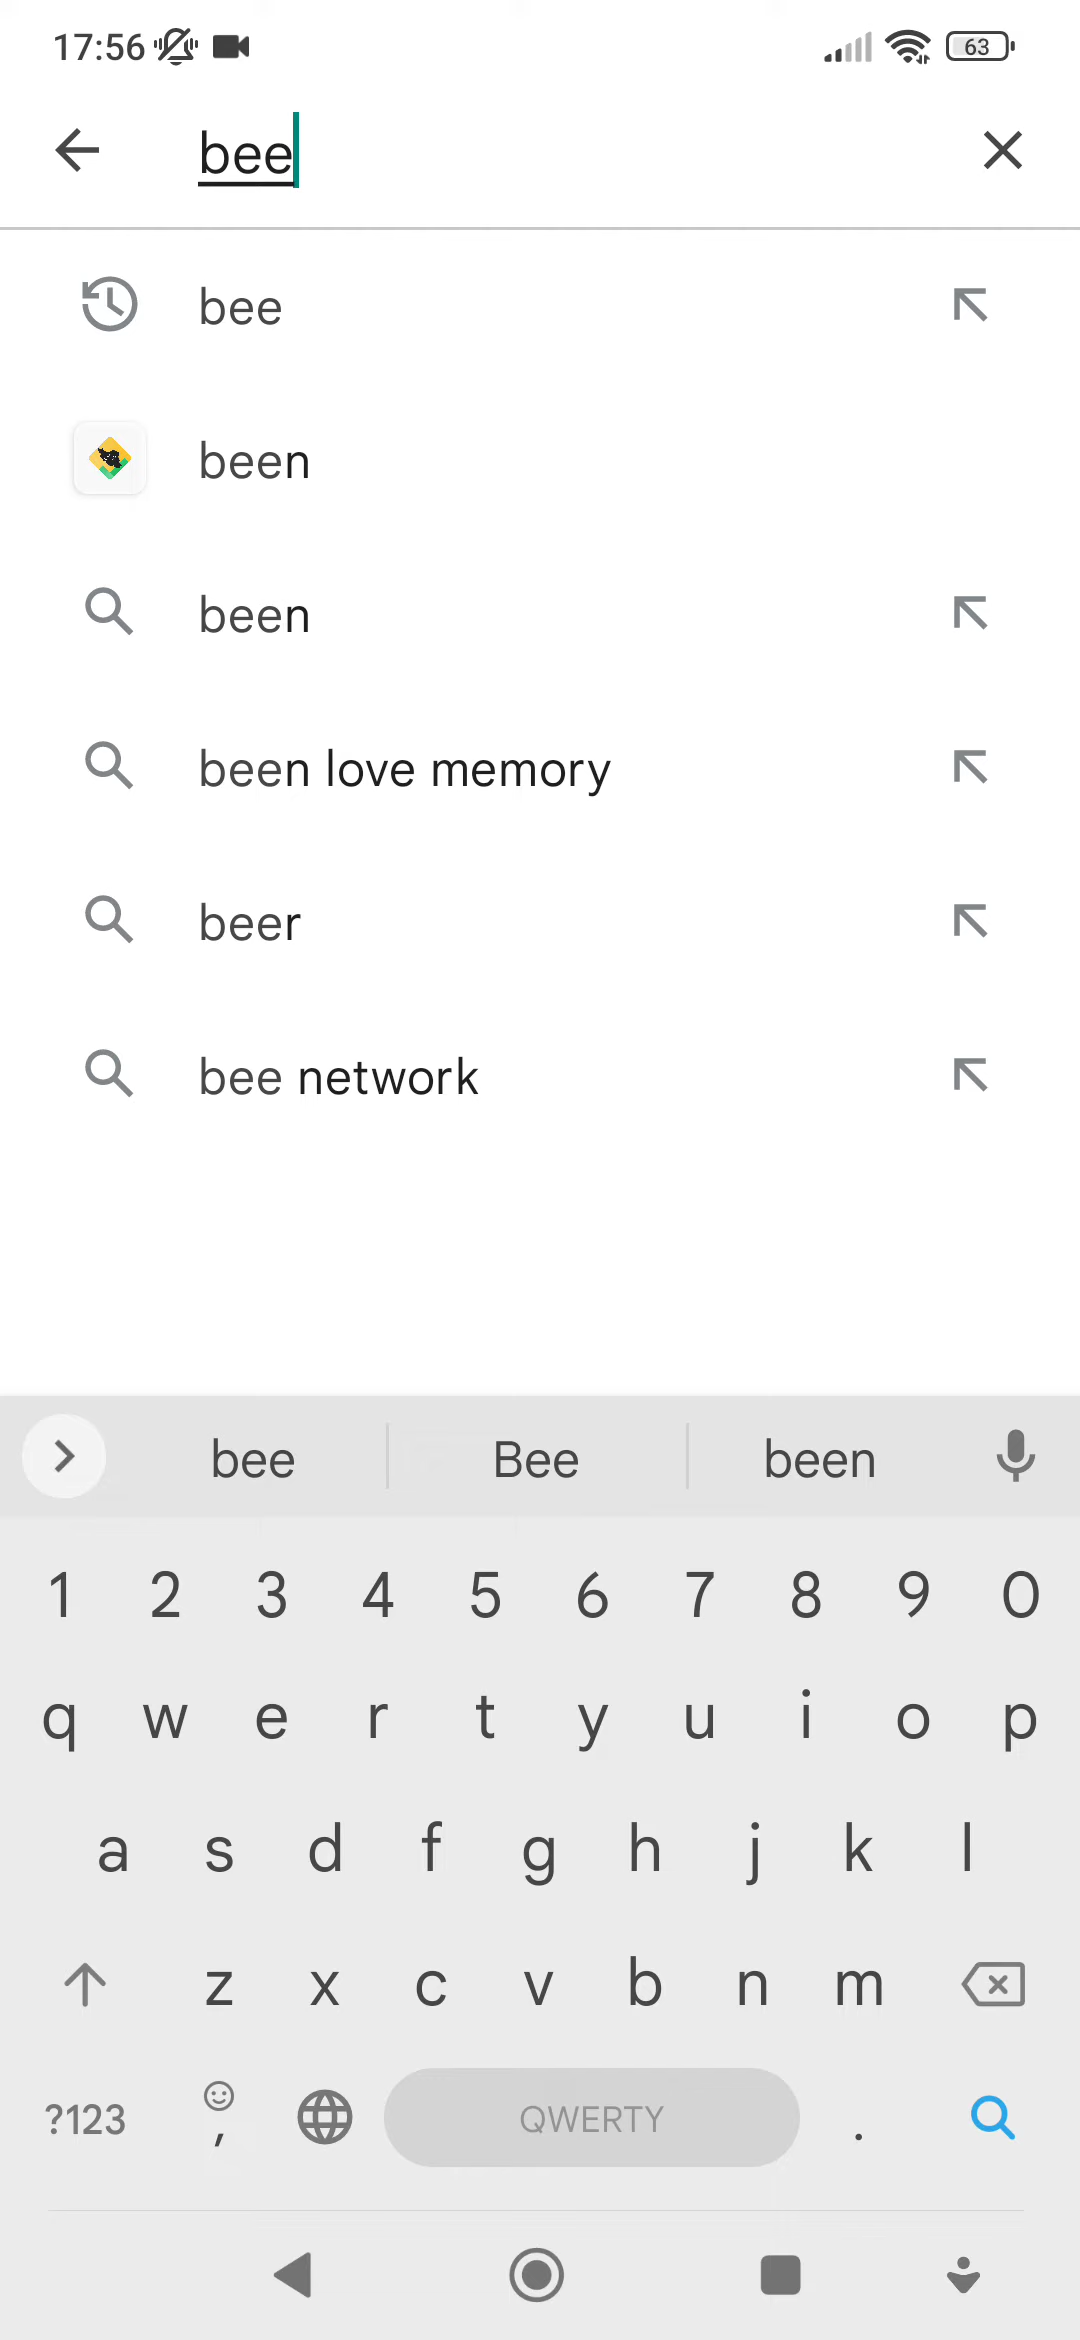 17:56
63
bee
bee
been
been
been love memory
beer
bee network
bee Bee been
1 2 3 4 5 6 7 8 9 0
q w e r t y u i o p
a s d f g h j k l
z x c v b n m
?123 , QWERTY .